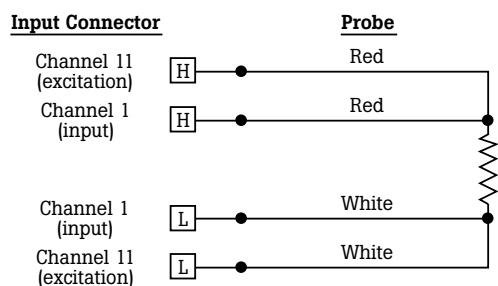 Input Connector Probe
Channel 11
(excitation)
H
Red
Channel 1
(input)
H
Red
Channel 1
(input)
L
White
Channel 11
(excitation)
L
White